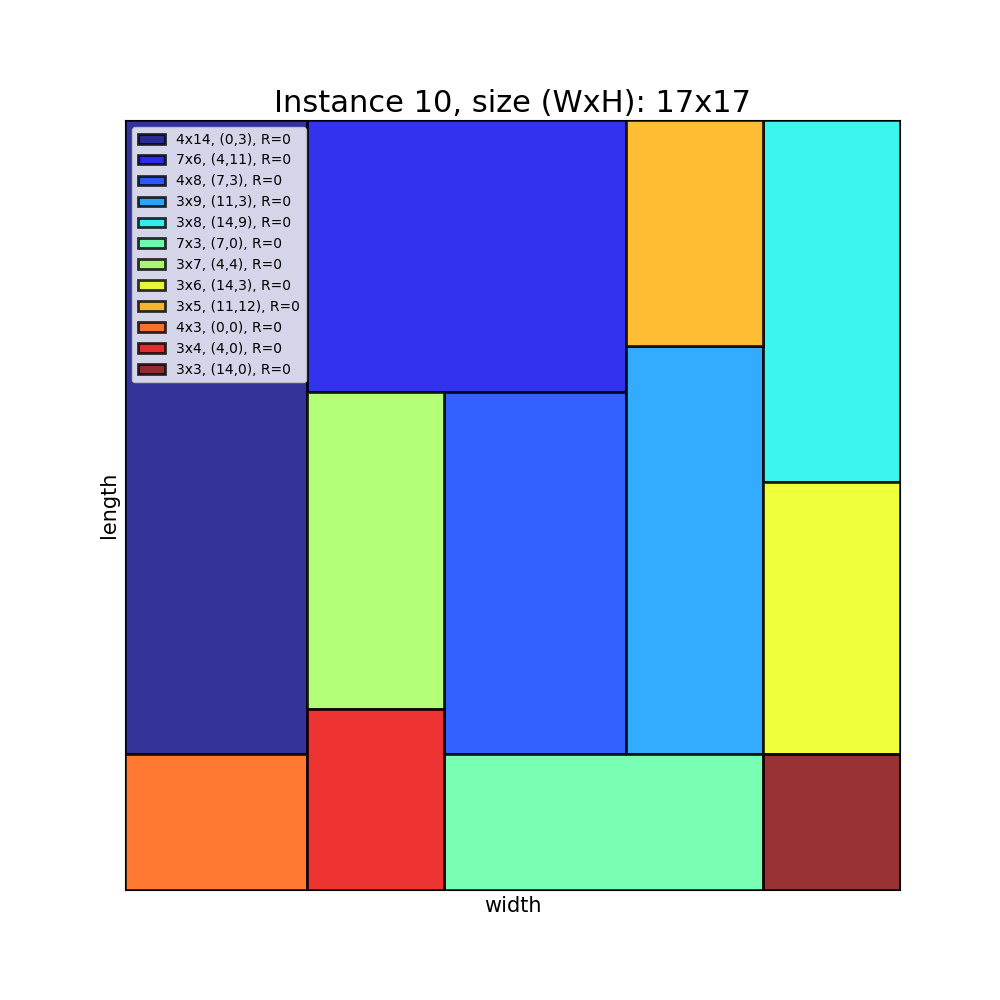 Instance 10, size (WxH): 17x17
4x14, (0,3), R=0
7x6, (4,11), R=0
4x8, (7,3), R=0
3x9, (11,3), R=0
3x8, (14,9), R=0
7x3, (7,0), R=0
3x7, (4,4), R=0
3x6, (14,3), R=0
3x5, (11,12), R=0
4x3, (0,0), R=0
3x4, (4,0), R=0
3x3, (14,0), R=0
length
width